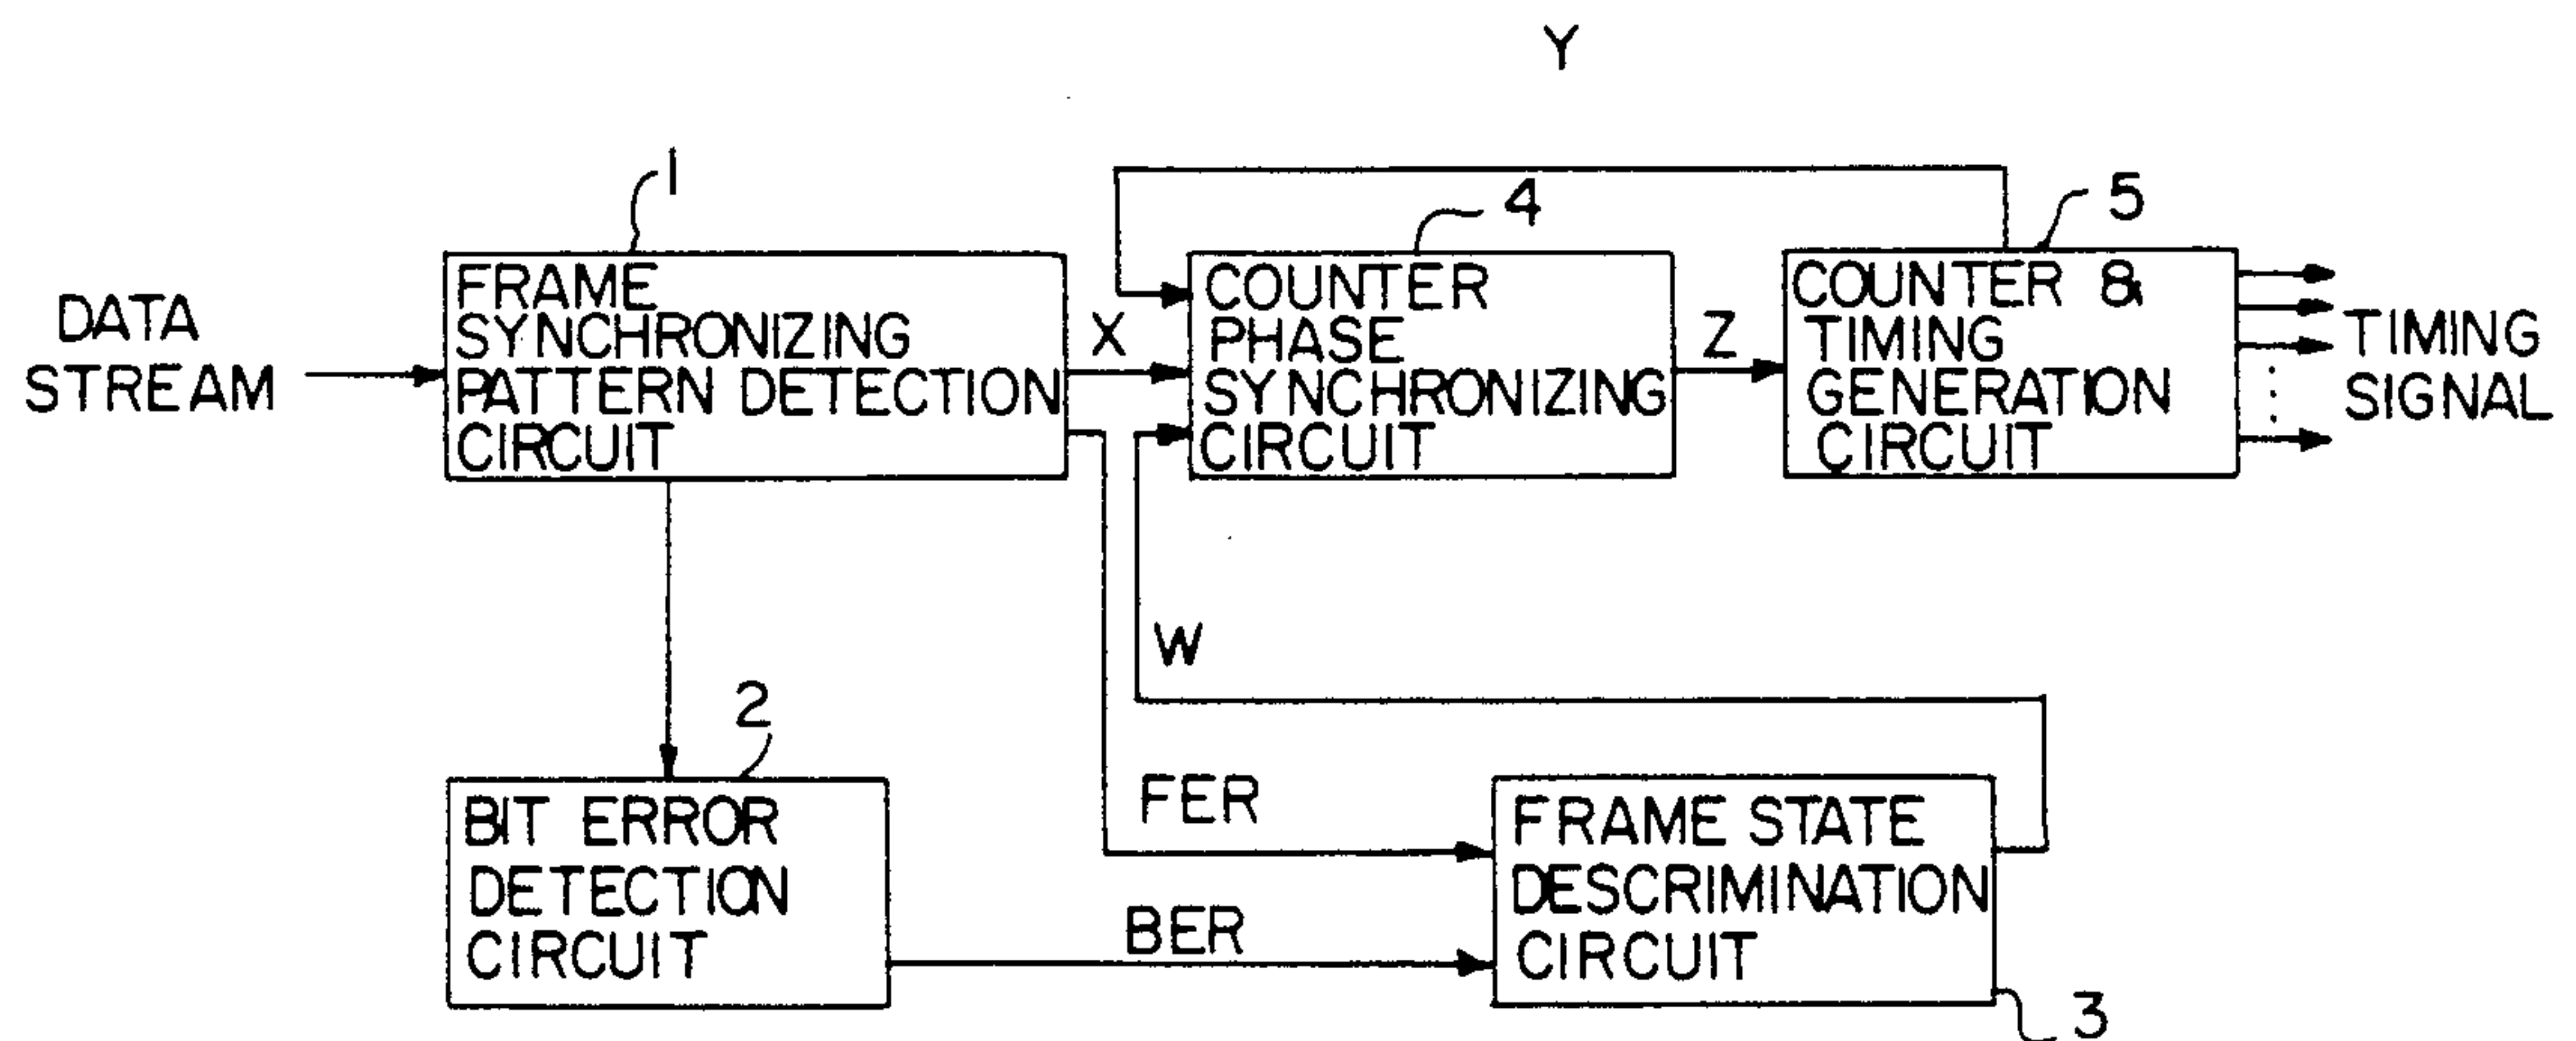 Y
1
4
5
DATA
STREAM
FRAME
SYNCHRONIZING
PATTERN DETECTION
CIRCUIT
X
COUNTER
PHASE
SYNCHRONIZING
CIRCUIT
Z
COUNTER &
TIMING
GENERATION
CIRCUIT
TIMING
SIGNAL
W
2
BIT ERROR
DETECTION
CIRCUIT
FER
BER
FRAME STATE
DESCRIMINATION
CIRCUIT
3